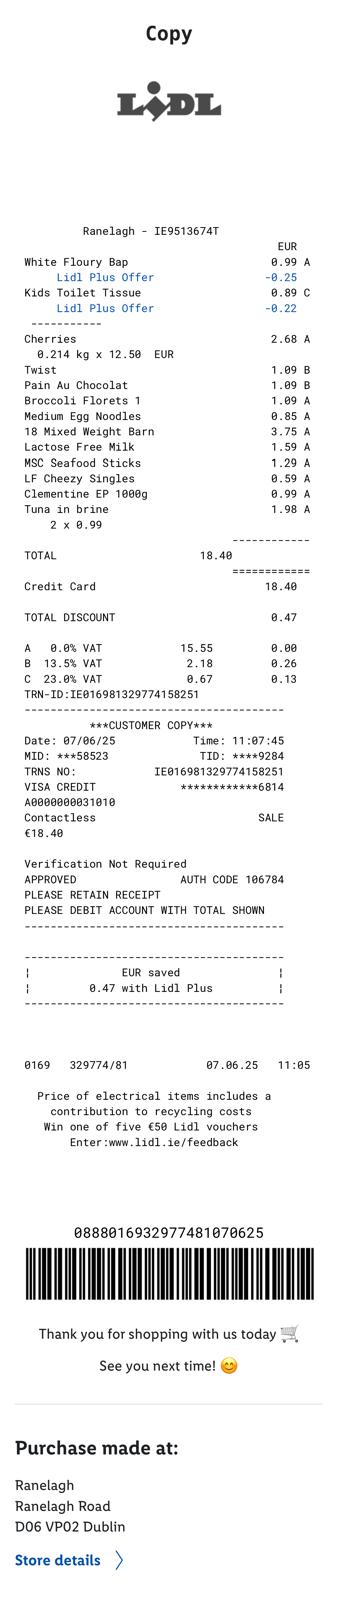 Copy
LIDL
Ranelagh - IE9513674T
EUR
White Floury Bap 0.99 A
Lidl Plus Offer -0.25
Kids Toilet Tissue 0.89 C
Lidl Plus Offer -0.22
-----------
Cherries 2.68 A
0.214 kg x 12.50 EUR
Twist 1.09 B
Pain Au Chocolat 1.09 B
Broccoli Florets 1 1.09 A
Medium Egg Noodles 0.85 A
18 Mixed Weight Barn 3.75 A
Lactose Free Milk 1.59 A
MSC Seafood Sticks 1.29 A
LF Cheezy Singles 0.59 A
Clementine EP 1000g 0.99 A
Tuna in brine 1.98 A
2 x 0.99
------------
TOTAL 18.40
============
Credit Card 18.40
TOTAL DISCOUNT 0.47
A 0.0% VAT 15.55 0.00
B 13.5% VAT 2.18 0.26
C 23.0% VAT 0.67 0.13
TRN-ID:IE016981329774158251
----------------------------------------
***CUSTOMER COPY***
Date: 07/06/25 Time: 11:07:45
MID: ***58523 TID: ****9284
TRNS NO: IE016981329774158251
VISA CREDIT ************6814
A0000000031010
Contactless SALE
€18.40
Verification Not Required
APPROVED AUTH CODE 106784
PLEASE RETAIN RECEIPT
PLEASE DEBIT ACCOUNT WITH TOTAL SHOWN
----------------------------------------
----------------------------------------
¦ EUR saved ¦
¦ 0.47 with Lidl Plus ¦
----------------------------------------
0169 329774/81 07.06.25 11:05
Price of electrical items includes a
contribution to recycling costs
Win one of five €50 Lidl vouchers
Enter:www.lidl.ie/feedback
0888016932977481070625
Thank you for shopping with us today 🛒
See you next time! 😊
Purchase made at:
Ranelagh
Ranelagh Road
D06 VP02 Dublin
Store details